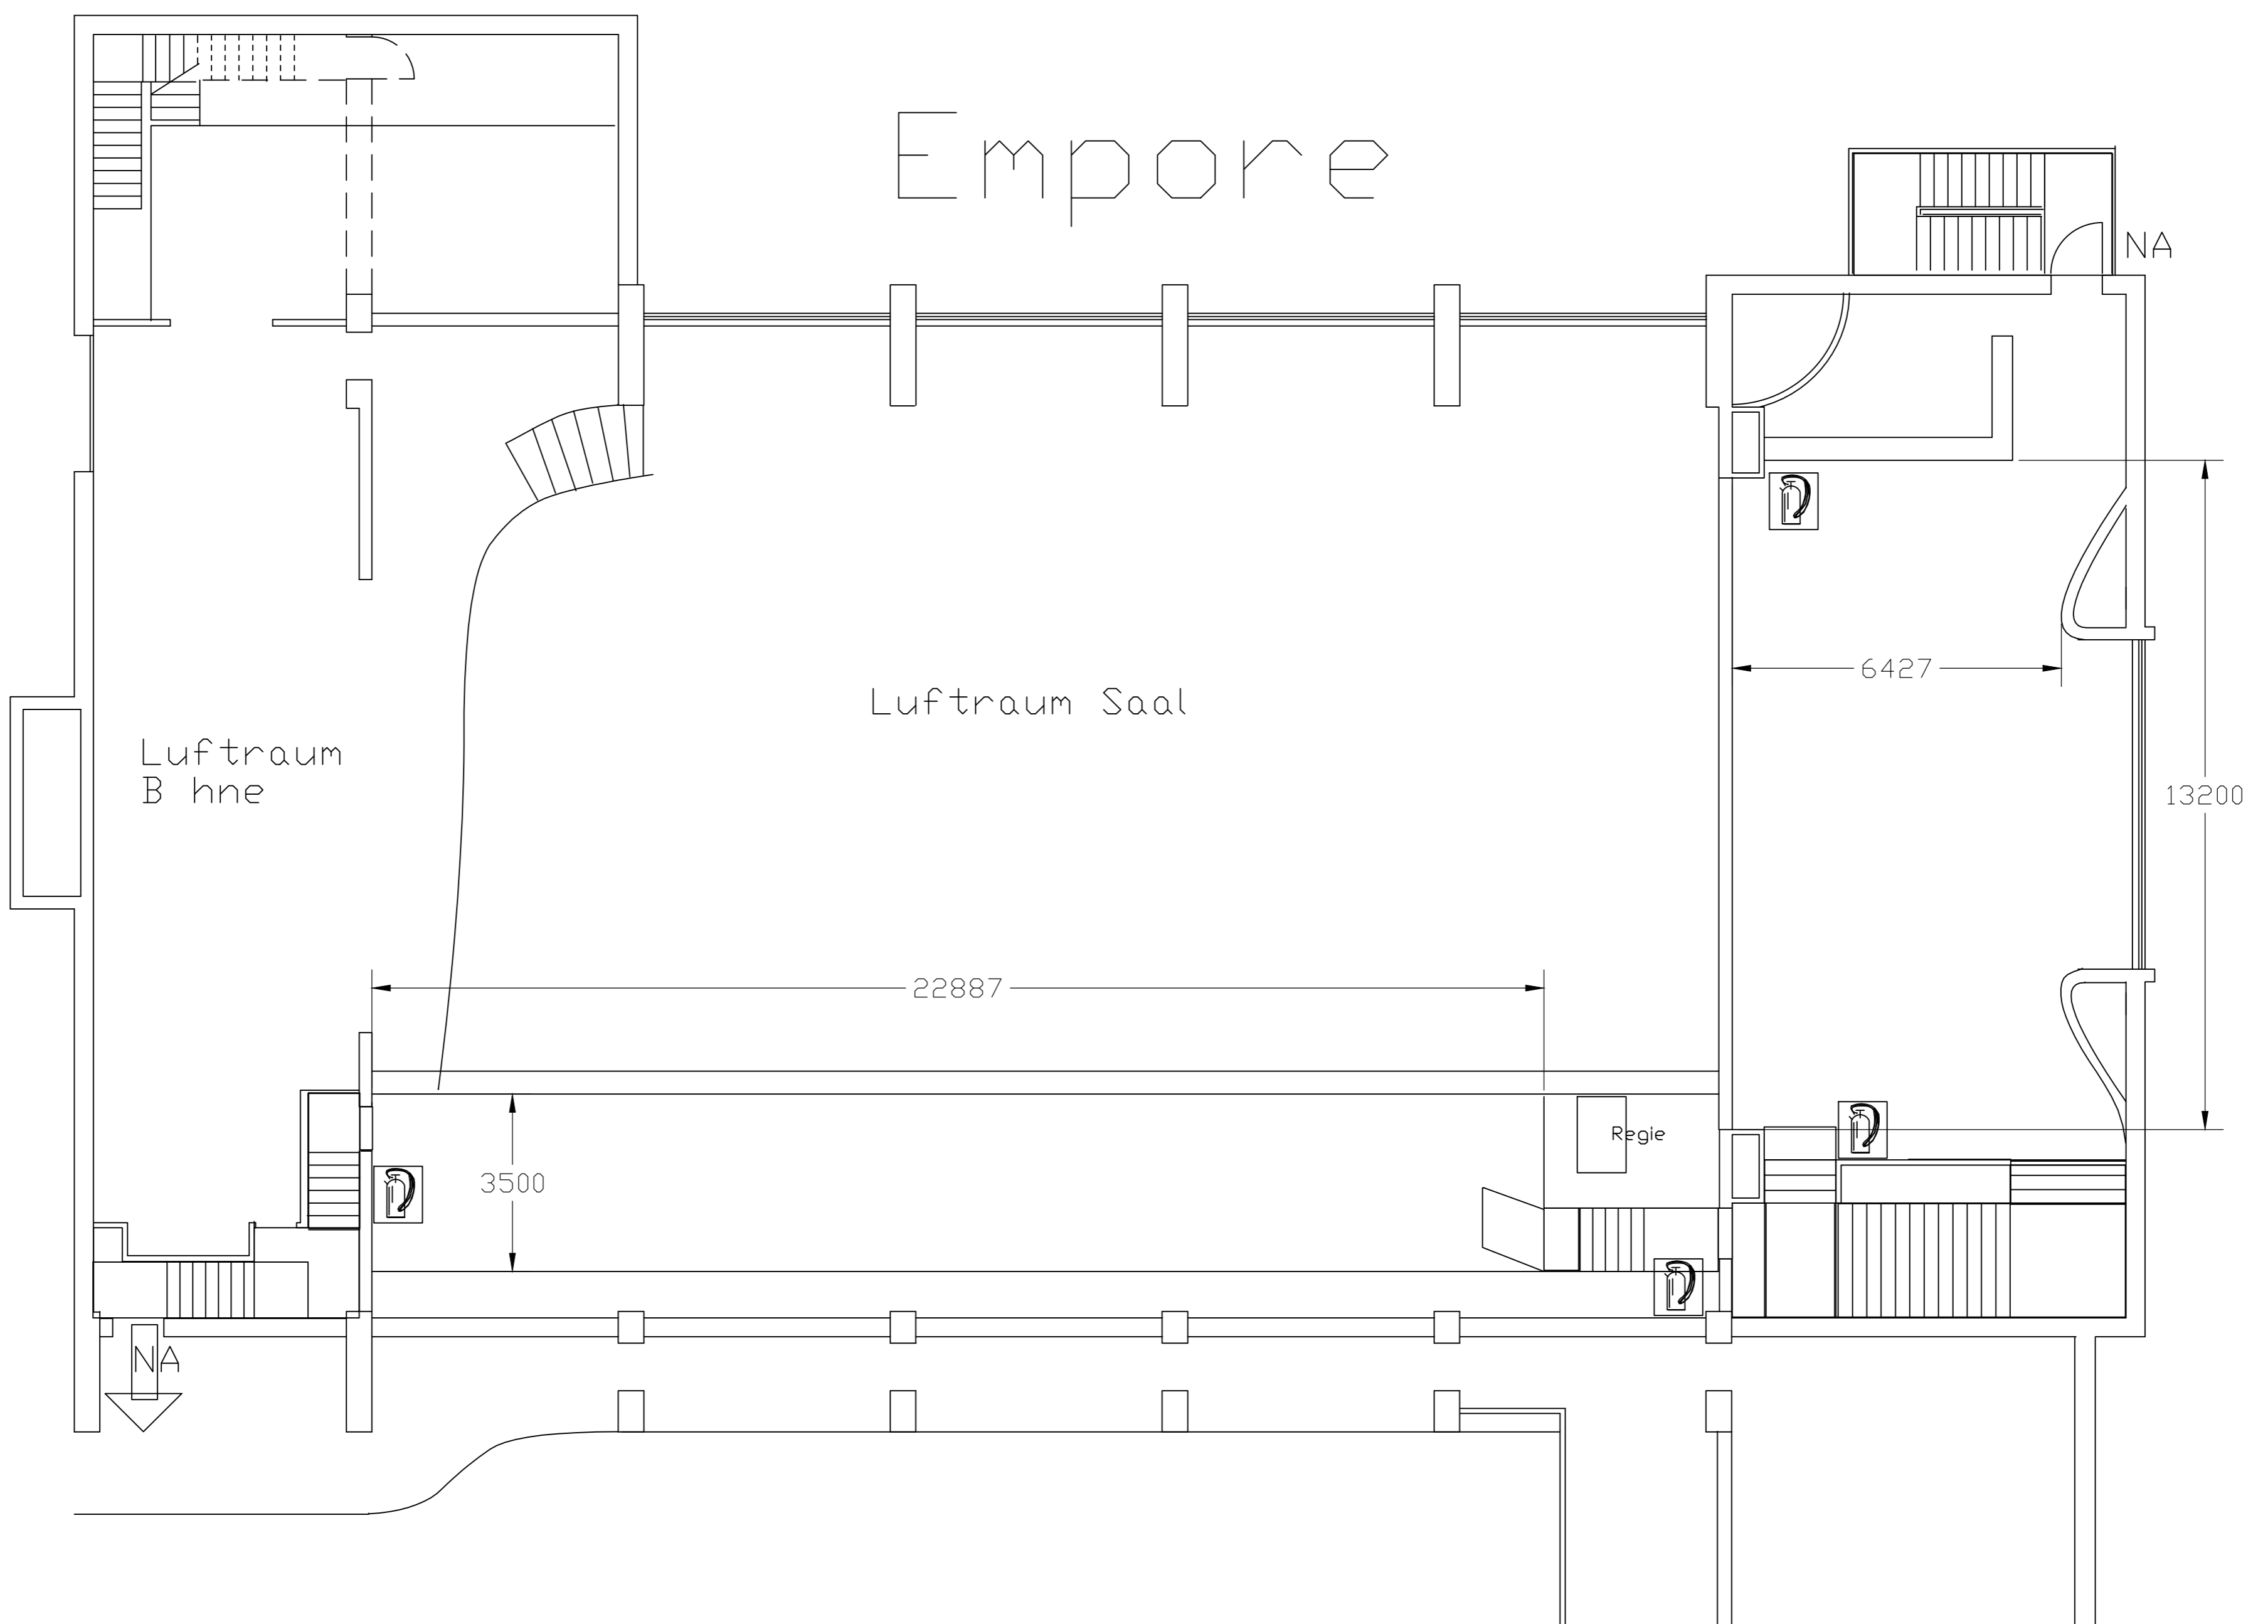 Empore
NA
6427
Luftraum Saal
Luftraum
B hne
13200
22887
Regie
3500
NA